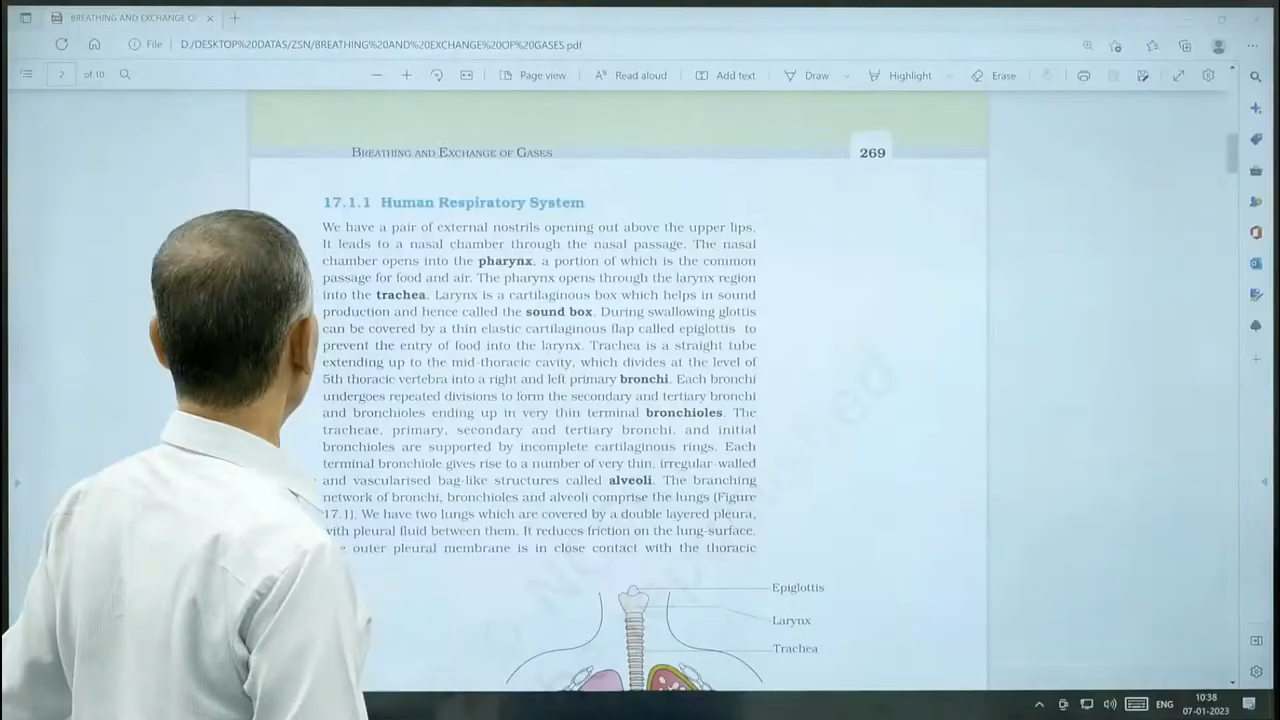 BREATHING AND EXCHANGE OF
File D:/DESKTOP%20DATAS/ZSN/BREATHING%20AND%20EXCHANGE%20OF%20GASES.pdf
2 of 10 Page view Read aloud Add text Draw Highlight Erase
BREATHING AND EXCHANGE OF GASES 269
17.1.1 Human Respiratory System
We have a pair of external nostrils opening out above the upper lips.
It leads to a nasal chamber through the nasal passage. The nasal
chamber opens into the pharynx, a portion of which is the common
passage for food and air. The pharynx opens through the larynx region
into the trachea. Larynx is a cartilaginous box which helps in sound
production and hence called the sound box. During swallowing glottis
can be covered by a thin elastic cartilaginous flap called epiglottis to
prevent the entry of food into the larynx. Trachea is a straight tube
extending up to the mid-thoracic cavity, which divides at the level of
5th thoracic vertebra into a right and left primary bronchi. Each bronchi
undergoes repeated divisions to form the secondary and tertiary bronchi
and bronchioles ending up in very thin terminal bronchioles. The
tracheae, primary, secondary and tertiary bronchi, and initial
bronchioles are supported by incomplete cartilaginous rings. Each
terminal bronchiole gives rise to a number of very thin, irregular-walled
and vascularised bag-like structures called alveoli. The branching
network of bronchi, bronchioles and alveoli comprise the lungs (Figure
17.1). We have two lungs which are covered by a double layered pleura,
with pleural fluid between them. It reduces friction on the lung-surface.
outer pleural membrane is in close contact with the thoracic
Epiglottis
Larynx
Trachea
ENG 10:38
07-01-2023